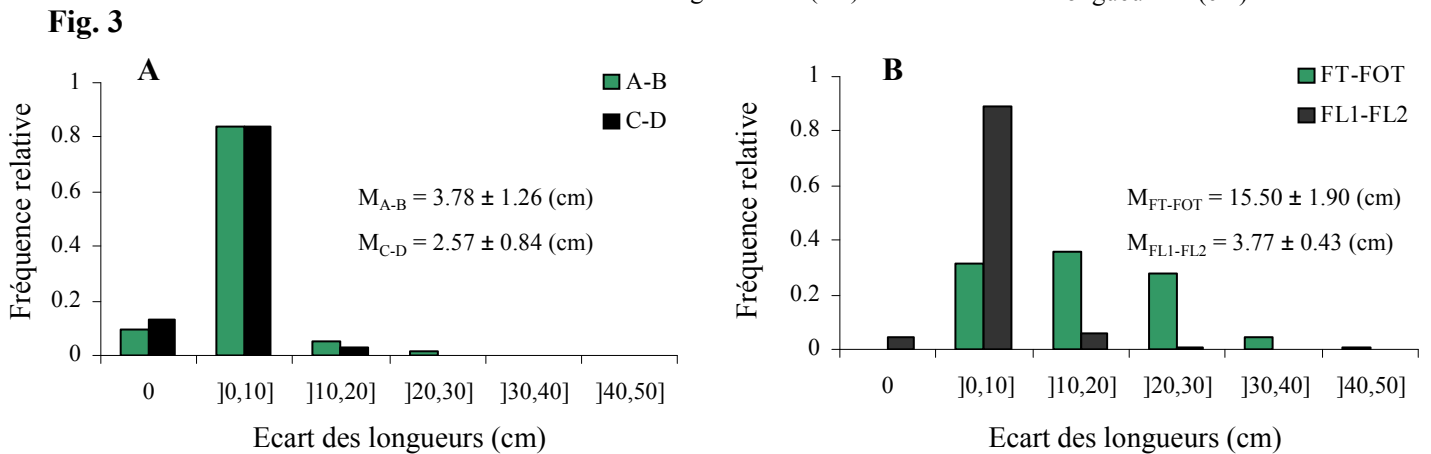 Fig. 3
A
A-B
C-D
Fréquence relative
1
0.8
0.6
0.4
0.2
0
M_A-B = 3.78 ± 1.26 (cm)
M_C-D = 2.57 ± 0.84 (cm)
0 ]0,10] ]10,20] ]20,30] ]30,40] ]40,50]
Ecart des longueurs (cm)
B
FT-FOT
FL1-FL2
Fréquence relative
1
0.8
0.6
0.4
0.2
0
M_FT-FOT = 15.50 ± 1.90 (cm)
M_FL1-FL2 = 3.77 ± 0.43 (cm)
0 ]0,10] ]10,20] ]20,30] ]30,40] ]40,50]
Ecart des longueurs (cm)